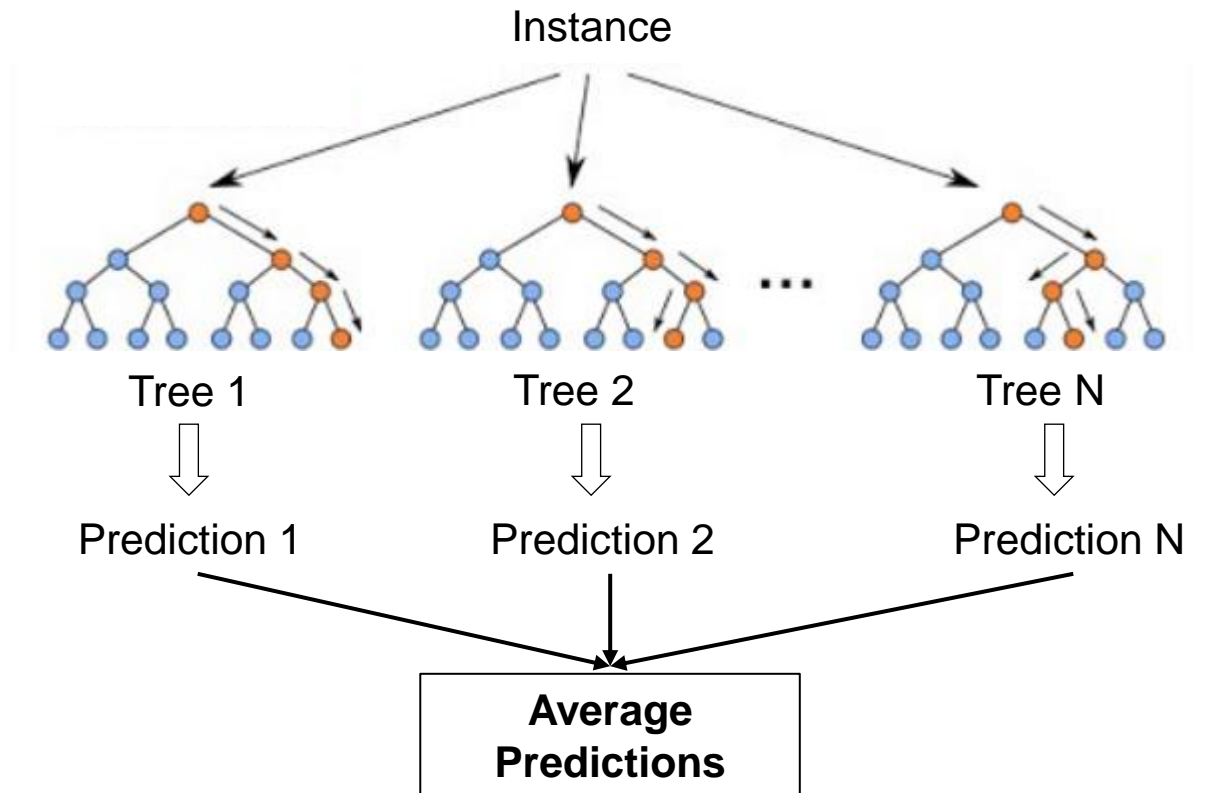 Instance
...
Tree 1
Tree 2
Tree N
Prediction 1
Prediction 2
Prediction N
Average
Predictions